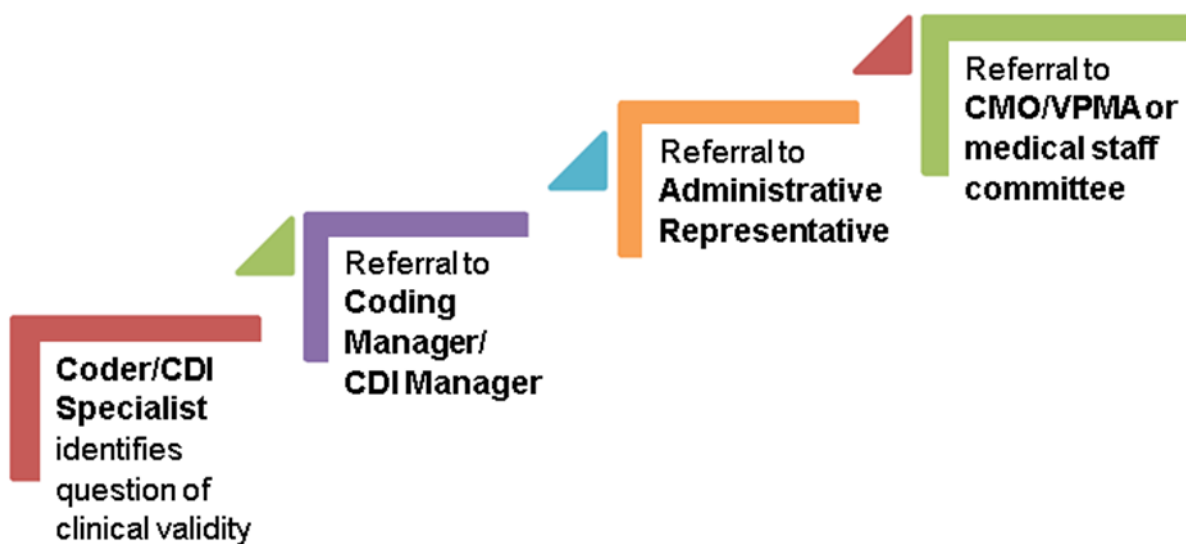 Coder/CDI
Specialist
identifies
question of
clinical validity
Referral to
Coding
Manager/
CDI Manager
Referral to
Administrative
Representative
Referral to
CMO/VPMA or
medical staff
committee